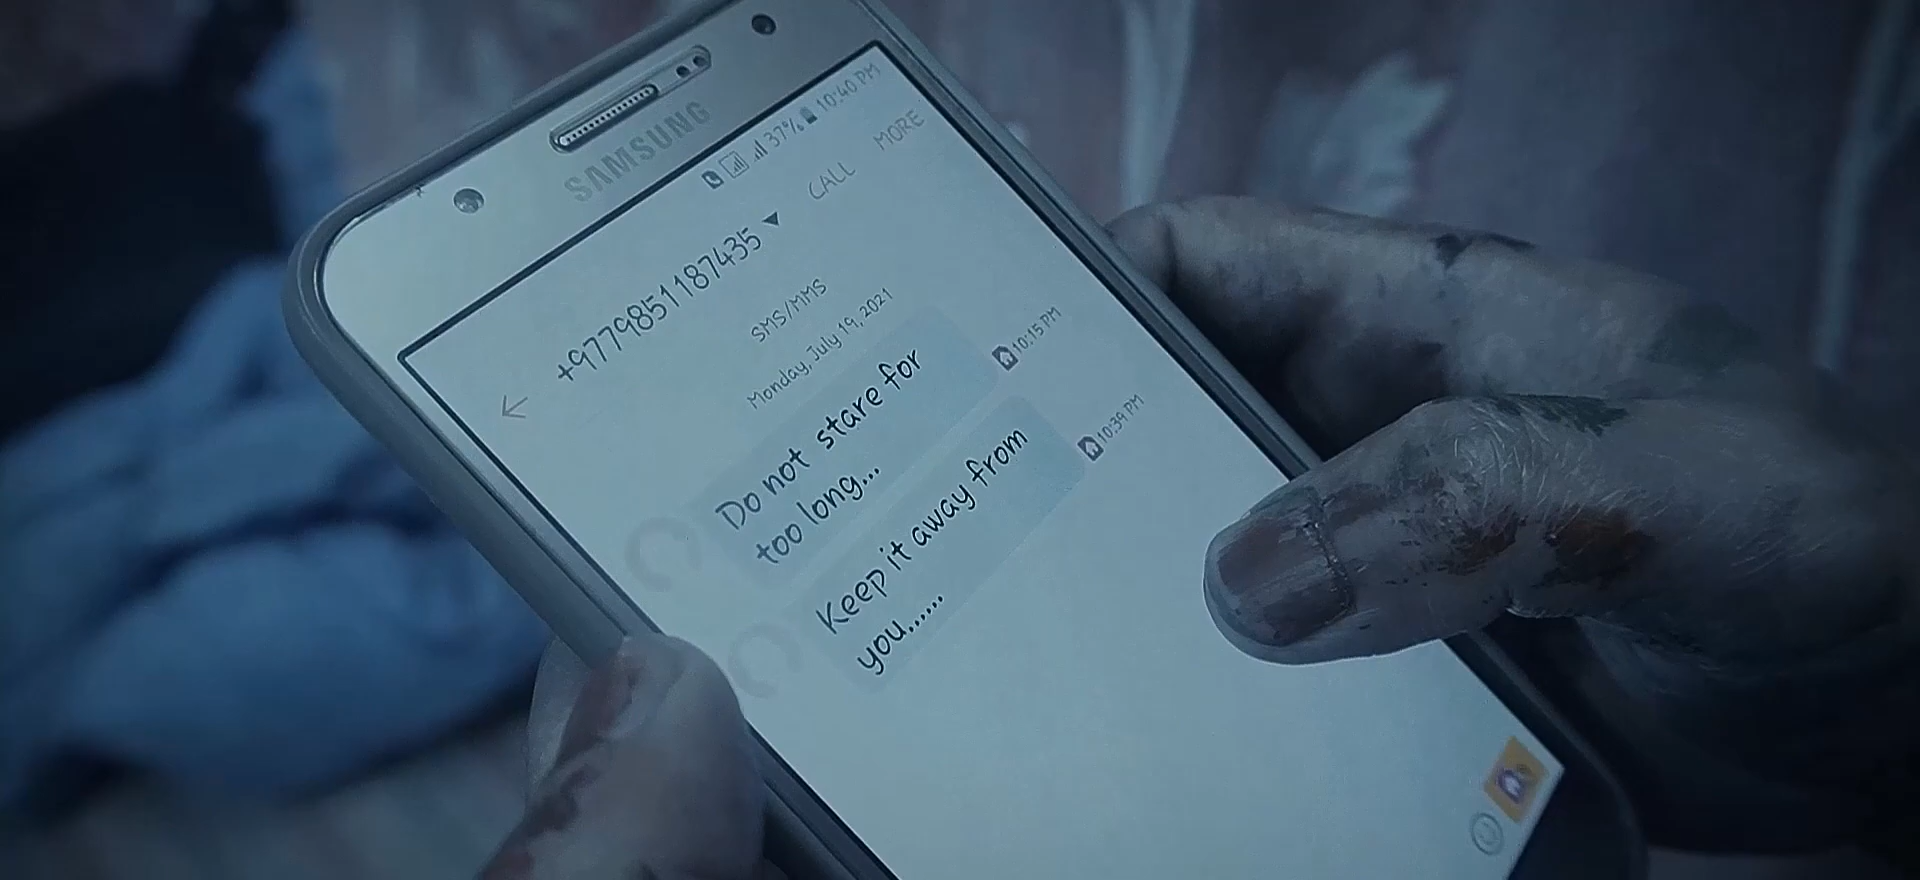 SAMSUNG
37% 10:40 PM
+9779851187435 CALL MORE
SMS/MMS
Monday, July 19, 2021
Do not stare for
too long...
10:15 PM
Keep it away from
you......
10:39 PM